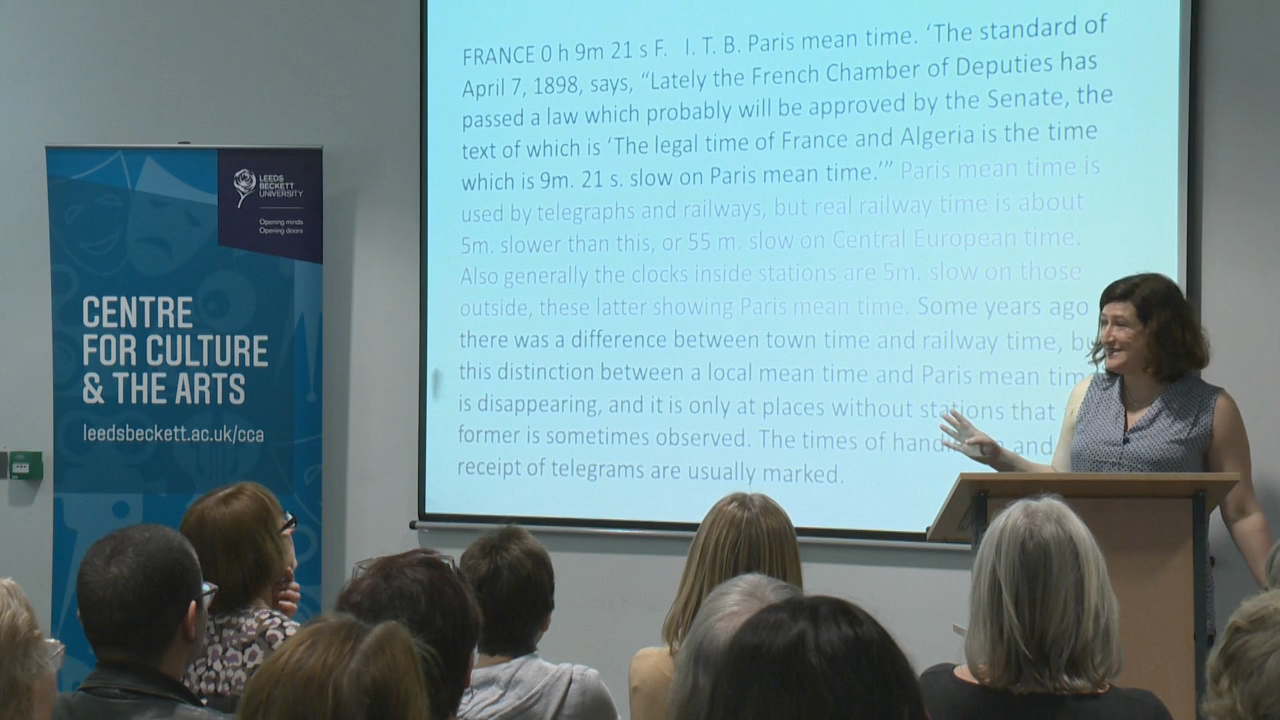 LEEDS
BECKETT
UNIVERSITY
Opening minds
Opening doors
CENTRE
FOR CULTURE
& THE ARTS
leedsbeckett.ac.uk/cca
FRANCE 0 h 9m 21 s F. I. T. B. Paris mean time. ‘The standard of
April 7, 1898, says, “Lately the French Chamber of Deputies has
passed a law which probably will be approved by the Senate, the
text of which is ‘The legal time of France and Algeria is the time
which is 9m. 21 s. slow on Paris mean time.’” Paris mean time is
used by telegraphs and railways, but real railway time is about
5m. slower than this, or 55 m. slow on Central European time.
Also generally the clocks inside stations are 5m. slow on those
outside, these latter showing Paris mean time. Some years ago
there was a difference between town time and railway time,
this distinction between a local mean time and Paris mean
is disappearing, and it is only at places without stations that
former is sometimes observed. The times of and
receipt of telegrams are usually marked.